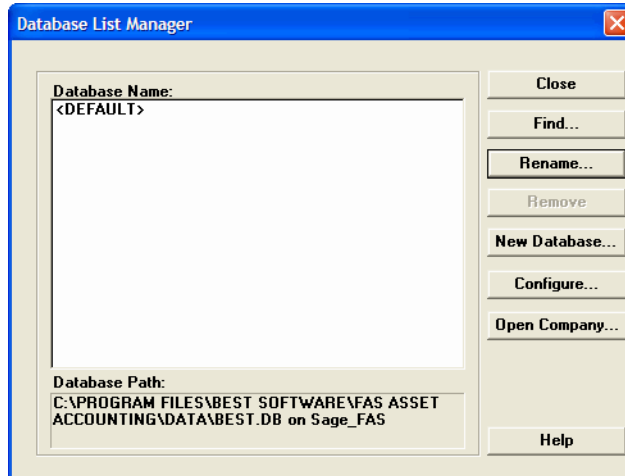 Database List Manager
Database Name:
<DEFAULT>
Database Path:
C:\PROGRAM FILES\BEST SOFTWARE\FAS ASSET
ACCOUNTING\DATA\BEST.DB on Sage_FAS
Close
Find...
Rename...
Remove
New Database...
Configure...
Open Company...
Help